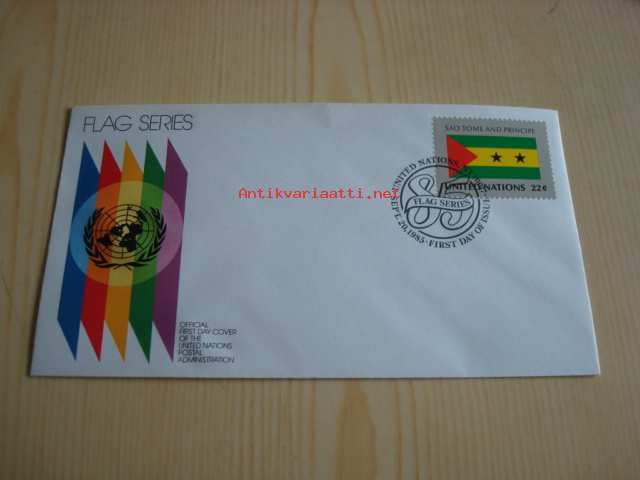 FLAG SERIES
SAO TOME AND PRINCIPE
UNITED NATIONS 22¢
UNITED NATIONS, N.Y.
85
FLAG SERIES
SEPT. 20, 1985 - FIRST DAY OF ISSUE
Antikvariaatti.net
OFFICIAL
FIRST DAY COVER
OF THE
UNITED NATIONS
POSTAL
ADMINISTRATION